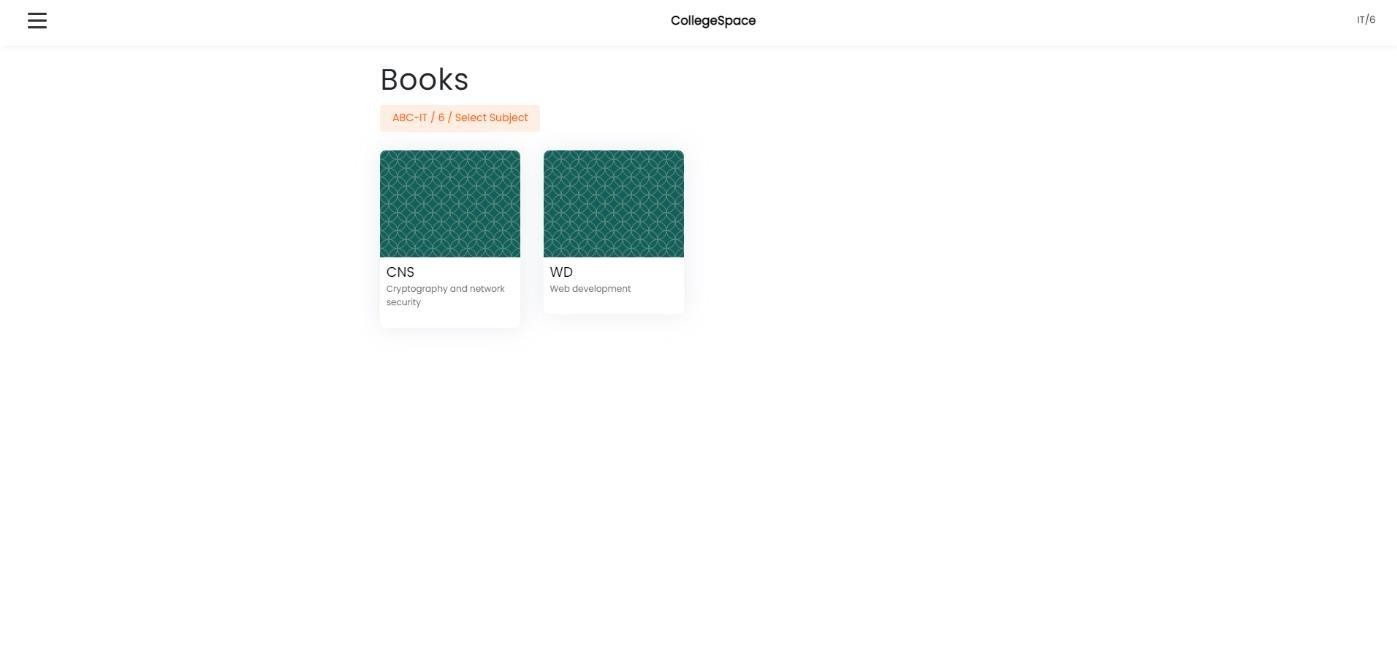 CollegeSpace
IT/6
Books
ABC-IT / 6 / Select Subject
CNS
Cryptography and network
security
WD
Web development